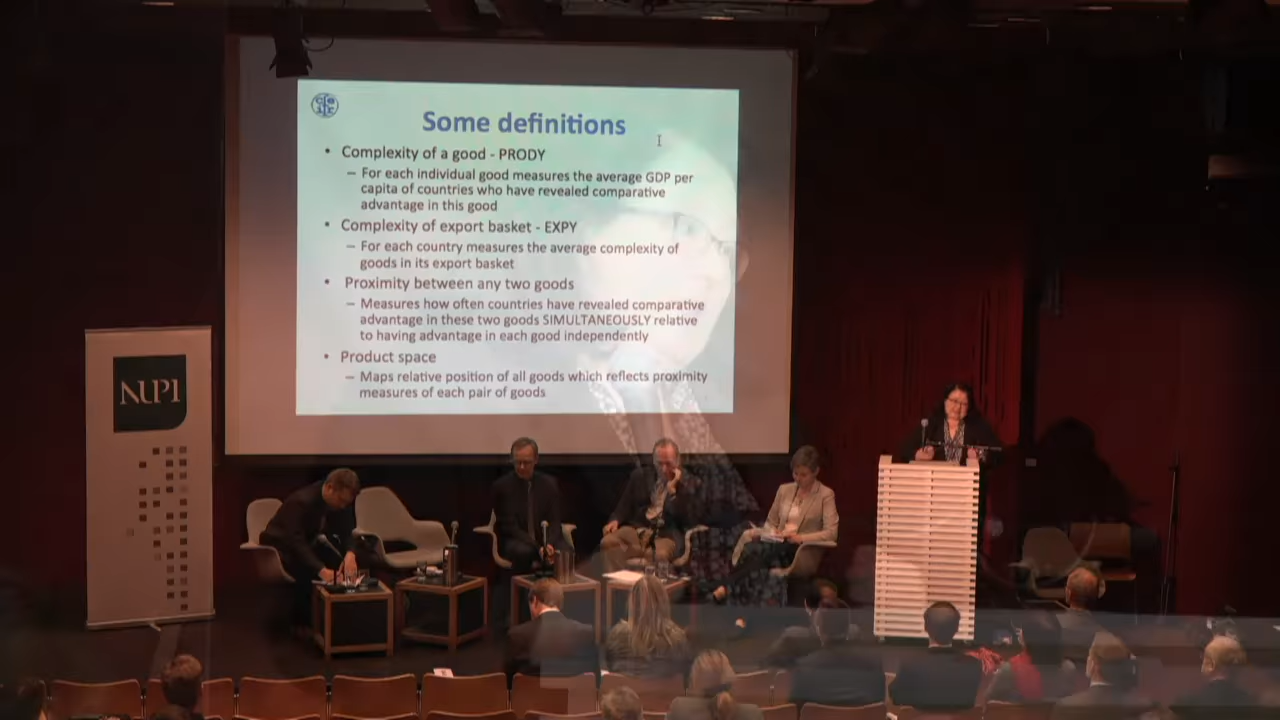 Some definitions
• Complexity of a good - PRODY
– For each individual good measures the average GDP per
capita of countries who have revealed comparative
advantage in this good
• Complexity of export basket - EXPY
– For each country measures the average complexity of
goods in its export basket
• Proximity between any two goods
– Measures how often countries have revealed comparative
advantage in these two goods SIMULTANEOUSLY relative
to having advantage in each good independently
• Product space
– Maps relative position of all goods which reflects proximity
measures of each pair of goods
NUPI